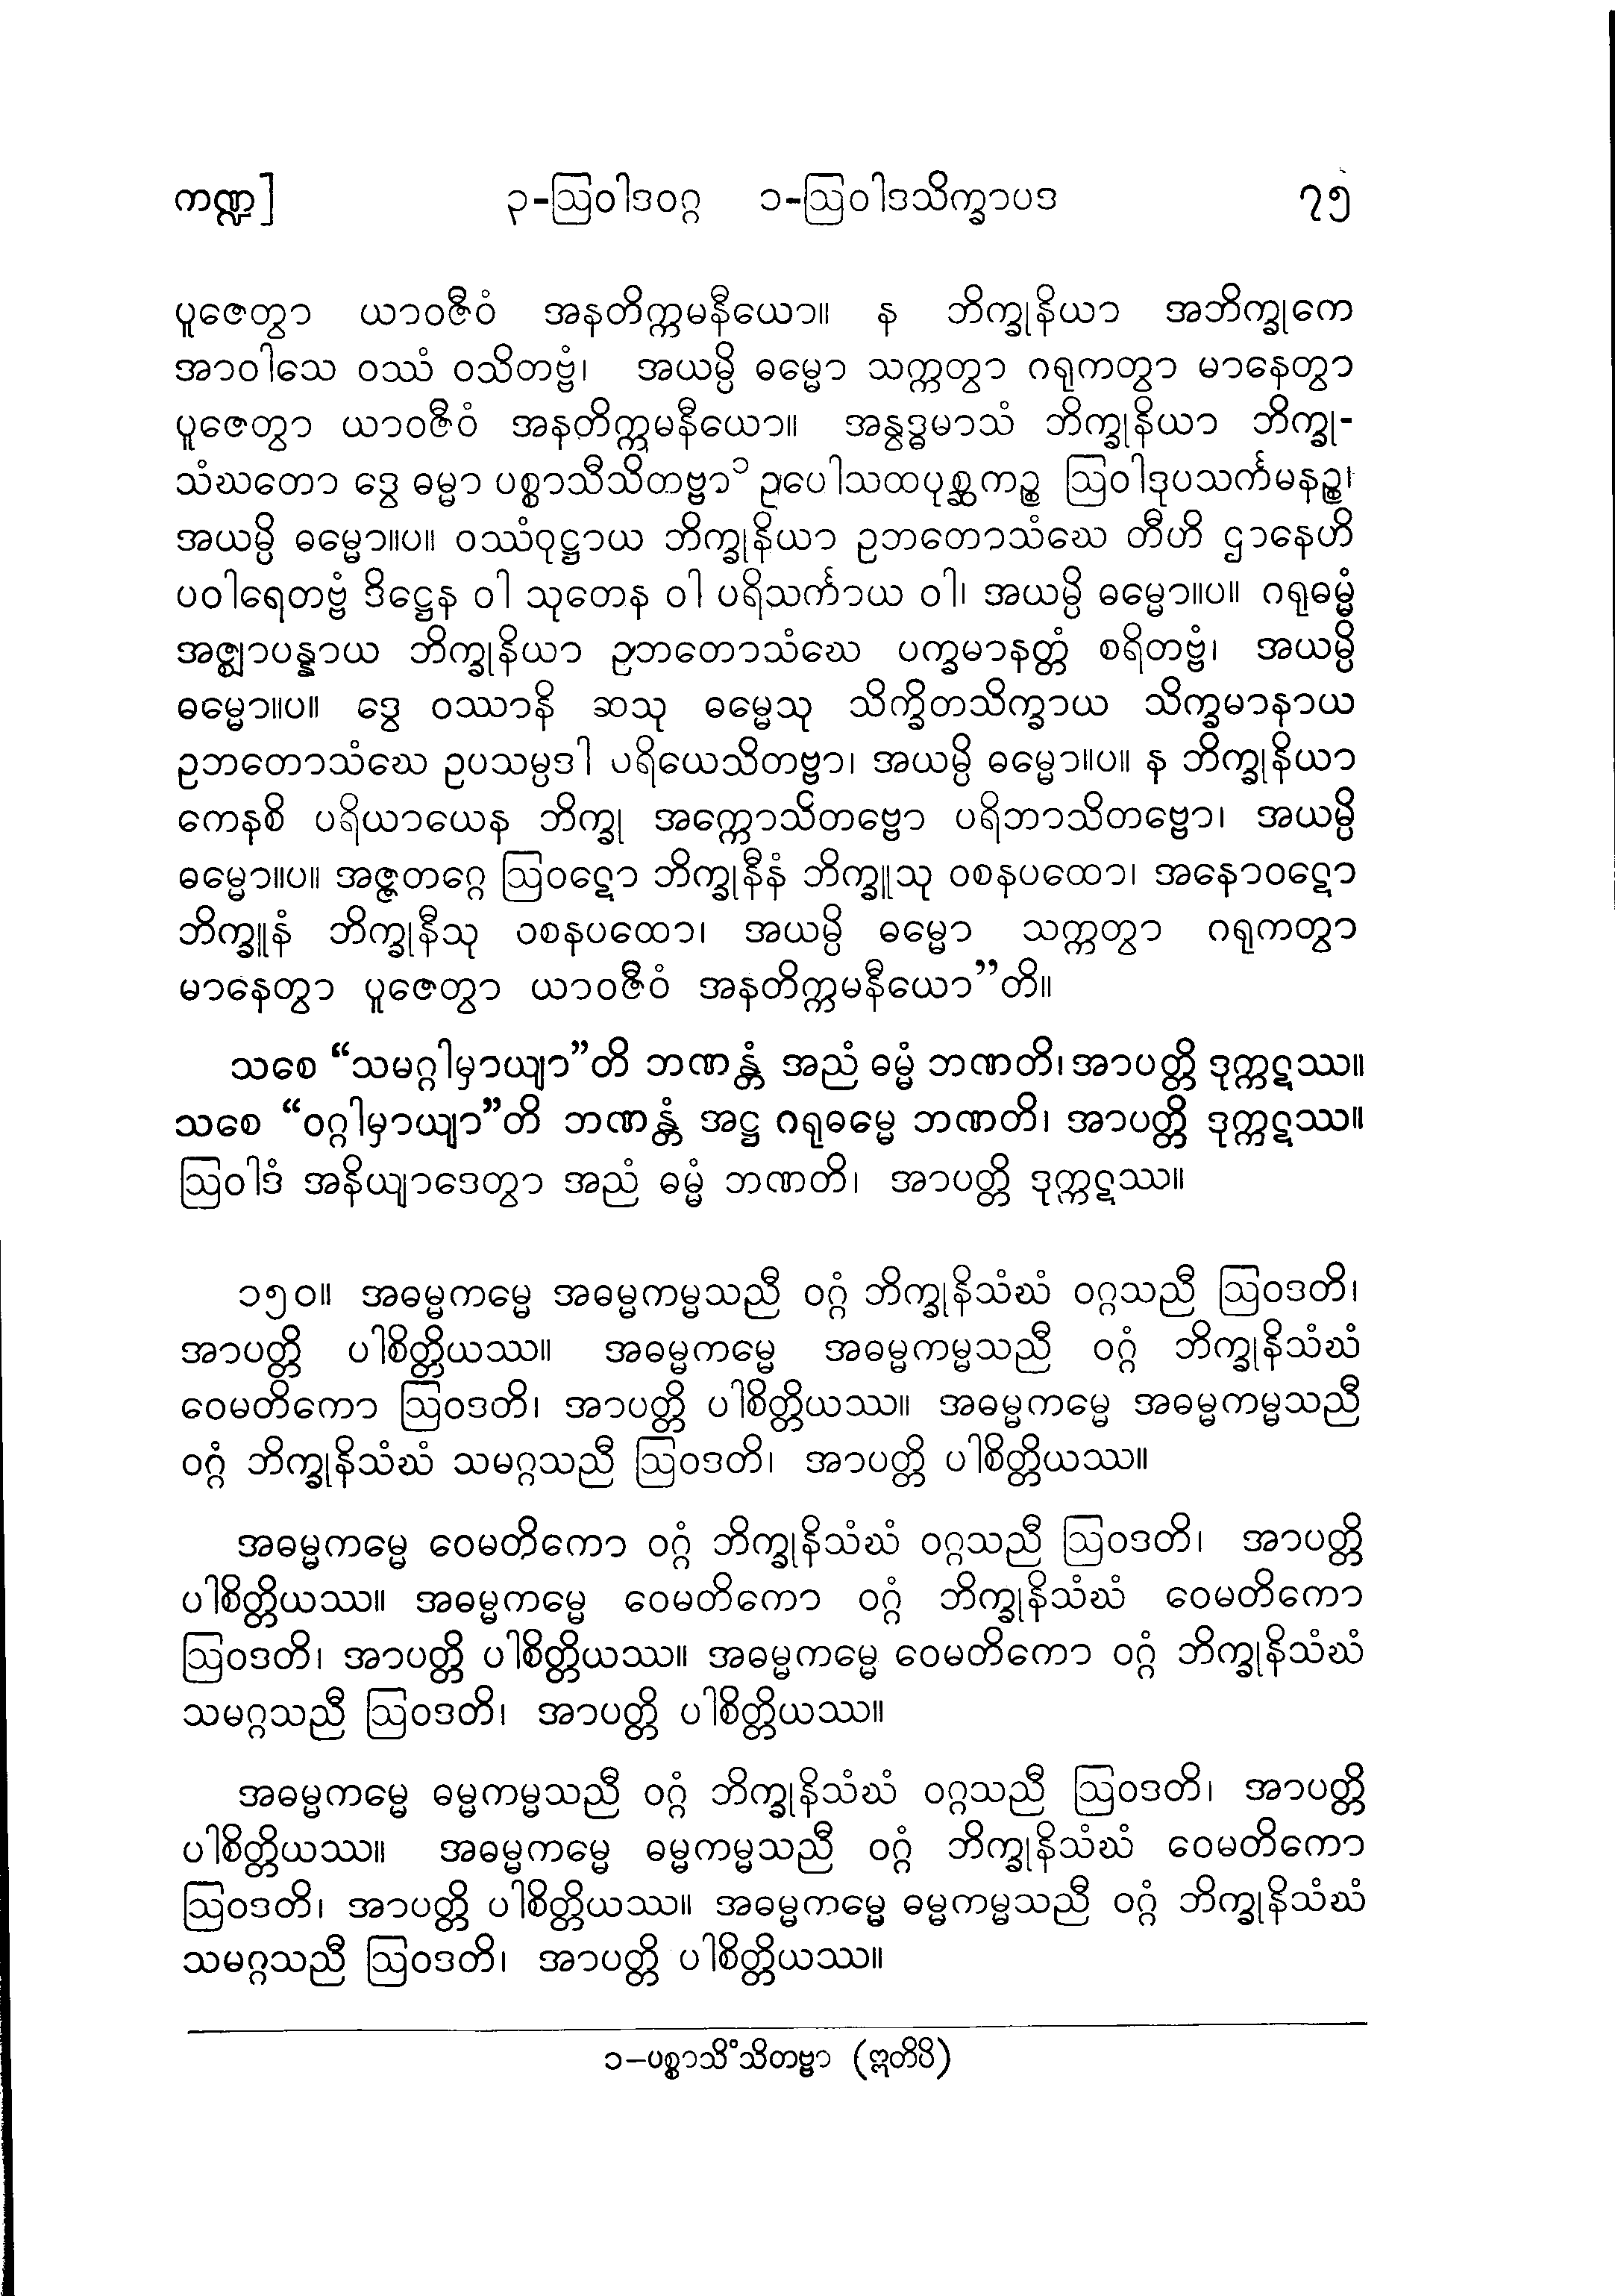 ကဏ္ဍ] ၃-ဩဝါဒဝဂ္ဂ ၁-ဩဝါဒသိက္ခာပဒ ၇၅
ပူဇေတွာ ယာဝဇီဝံ အနတိက္ကမနီယော။ န ဘိက္ခုနိယာ အဘိက္ခုကေ
အာဝါသေ ဝဿံ ဝသိတဗ္ဗံ၊ အယမ္ပိ ဓမ္မော သက္ကတွာ ဂရုကတွာ မာနေတွာ
ပူဇေတွာ ယာဝဇီဝံ အနတိက္ကမနီယော။ အနွဒ္ဓမာသံ ဘိက္ခုနိယာ ဘိက္ခု-
သံဃတော ဒွေ ဓမ္မာ ပစ္စာသီသိတဗ္ဗာ၁ ဥပေါသထပုစ္ဆကဉ္စ ဩဝါဒုပသင်္ကမနဉ္စ၊
အယမ္ပိ ဓမ္မော။ပ။ ဝဿံဝုဋ္ဌာယ ဘိက္ခုနိယာ ဥဘတောသံဃေ တီဟိ ဌာနေဟိ
ပဝါရေတဗ္ဗံ ဒိဋ္ဌေန ဝါ သုတေန ဝါ ပရိသင်္ကာယ ဝါ၊ အယမ္ပိ ဓမ္မော။ပ။ ဂရုဓမ္မံ
အဇ္ဈာပန္နာယ ဘိက္ခုနိယာ ဥဘတောသံဃေ ပက္ခမာနတ္တံ စရိတဗ္ဗံ၊ အယမ္ပိ
ဓမ္မော။ပ။ ဒွေ ဝဿာနိ ဆသု ဓမ္မေသု သိက္ခိတသိက္ခာယ သိက္ခမာနာယ
ဥဘတောသံဃေ ဥပသမ္ပဒါ ပရိယေသိတဗ္ဗာ၊ အယမ္ပိ ဓမ္မော။ပ။ န ဘိက္ခုနိယာ
ကေနစိ ပရိယာယေန ဘိက္ခု အက္ကောသိတဗ္ဗော ပရိဘာသိတဗ္ဗော၊ အယမ္ပိ
ဓမ္မော။ပ။ အဇ္ဇတဂ္ဂေ ဩဝဋော ဘိက္ခုနီနံ ဘိက္ခူသု ဝစနပထော၊ အနောဝဋော
ဘိက္ခူနံ ဘိက္ခုနီသု ဝစနပထော၊ အယမ္ပိ ဓမ္မော သက္ကတွာ ဂရုကတွာ
မာနေတွာ ပူဇေတွာ ယာဝဇီဝံ အနတိက္ကမနီယော”တိ။
သစေ “သမဂ္ဂါမှာယျာ”တိ ဘဏန္တံ အညံ ဓမ္မံ ဘဏတိ၊ အာပတ္တိ ဒုက္ကဋဿ။
သစေ “ဝဂ္ဂါမှာယျာ”တိ ဘဏန္တံ အဋ္ဌ ဂရုဓမ္မေ ဘဏတိ၊ အာပတ္တိ ဒုက္ကဋဿ။
ဩဝါဒံ အနိယျာဒေတွာ အညံ ဓမ္မံ ဘဏတိ၊ အာပတ္တိ ဒုက္ကဋဿ။
၁၅၀။ အဓမ္မကမ္မေ အဓမ္မကမ္မသညီ ဝဂ္ဂံ ဘိက္ခုနိသံဃံ ဝဂ္ဂသညီ ဩဝဒတိ၊
အာပတ္တိ ပါစိတ္တိယဿ။ အဓမ္မကမ္မေ အဓမ္မကမ္မသညီ ဝဂ္ဂံ ဘိက္ခုနိသံဃံ
ဝေမတိကော ဩဝဒတိ၊ အာပတ္တိ ပါစိတ္တိယဿ။ အဓမ္မကမ္မေ အဓမ္မကမ္မသညီ
ဝဂ္ဂံ ဘိက္ခုနိသံဃံ သမဂ္ဂသညီ ဩဝဒတိ၊ အာပတ္တိ ပါစိတ္တိယဿ။
အဓမ္မကမ္မေ ဝေမတိကော ဝဂ္ဂံ ဘိက္ခုနိသံဃံ ဝဂ္ဂသညီ ဩဝဒတိ၊ အာပတ္တိ
ပါစိတ္တိယဿ။ အဓမ္မကမ္မေ ဝေမတိကော ဝဂ္ဂံ ဘိက္ခုနိသံဃံ ဝေမတိကော
ဩဝဒတိ၊ အာပတ္တိ ပါစိတ္တိယဿ။ အဓမ္မကမ္မေ ဝေမတိကော ဝဂ္ဂံ ဘိက္ခုနိသံဃံ
သမဂ္ဂသညီ ဩဝဒတိ၊ အာပတ္တိ ပါစိတ္တိယဿ။
အဓမ္မကမ္မေ ဓမ္မကမ္မသညီ ဝဂ္ဂံ ဘိက္ခုနိသံဃံ ဝဂ္ဂသညီ ဩဝဒတိ၊ အာပတ္တိ
ပါစိတ္တိယဿ။ အဓမ္မကမ္မေ ဓမ္မကမ္မသညီ ဝဂ္ဂံ ဘိက္ခုနိသံဃံ ဝေမတိကော
ဩဝဒတိ၊ အာပတ္တိ ပါစိတ္တိယဿ။ အဓမ္မကမ္မေ ဓမ္မကမ္မသညီ ဝဂ္ဂံ ဘိက္ခုနိသံဃံ
သမဂ္ဂသညီ ဩဝဒတိ၊ အာပတ္တိ ပါစိတ္တိယဿ။
၁–ပစ္စာသိံသိတဗ္ဗာ (ဣတိပိ)